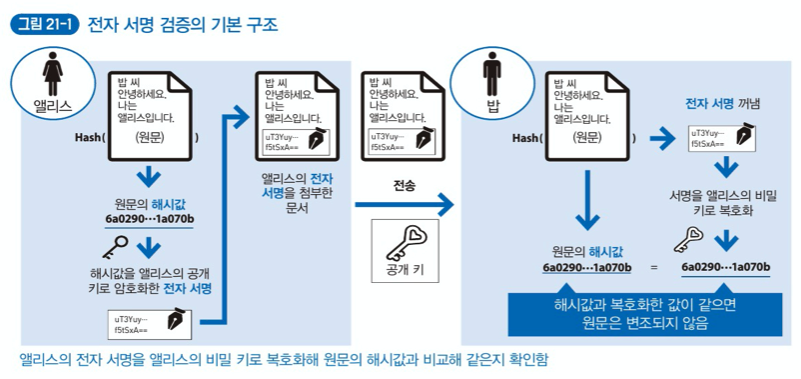 그림 21-1 전자 서명 검증의 기본 구조
앨리스
밥 씨
안녕하세요.
나는
앨리스입니다.
Hash( (원문) )
원문의 해시값
6a0290…1a070b
해시값을 앨리스의 공개
키로 암호화한 전자 서명
uT3Yuy…
f5tSxA==
밥 씨
안녕하세요.
나는
앨리스입니다.
uT3Yuy…
f5tSxA==
앨리스의 전자
서명을 첨부한
문서
밥 씨
안녕하세요.
나는
앨리스입니다.
uT3Yuy…
f5tSxA==
전송
공개 키
밥
밥 씨
안녕하세요.
나는
앨리스입니다.
Hash( (원문) )
전자 서명 꺼냄
uT3Yuy…
f5tSxA==
서명을 앨리스의 비밀
키로 복호화
원문의 해시값
6a0290…1a070b = 6a0290…1a070b
해시값과 복호화한 값이 같으면
원문은 변조되지 않음
앨리스의 전자 서명을 앨리스의 비밀 키로 복호화해 원문의 해시값과 비교해 같은지 확인함